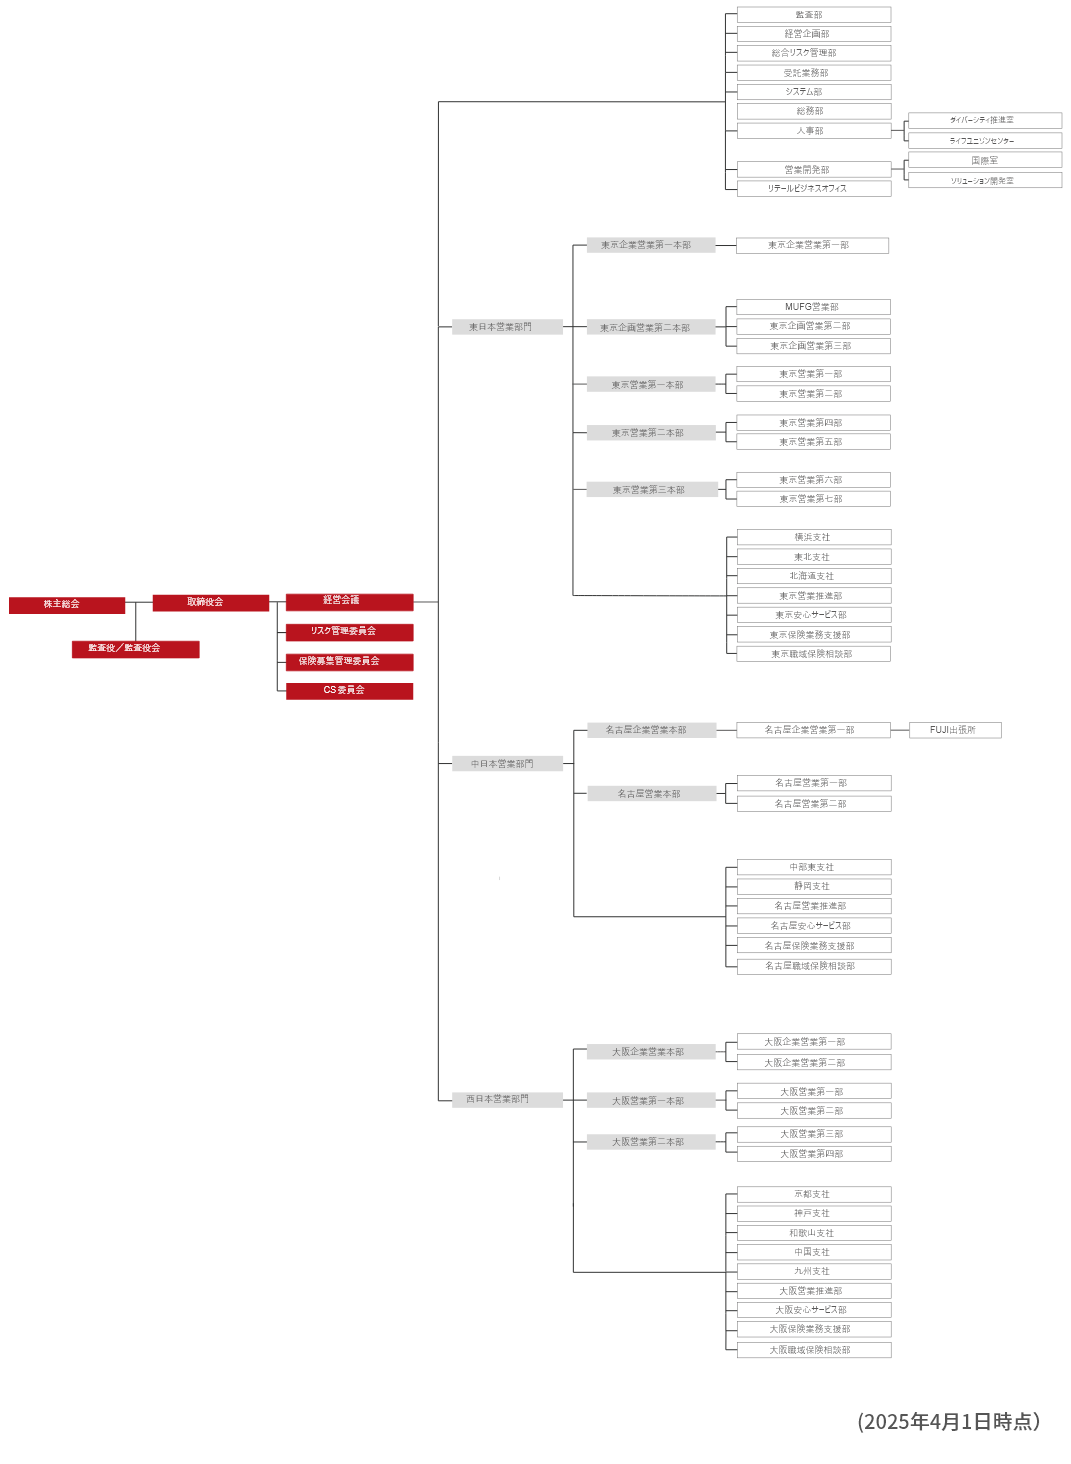 監査部
経営企画部
総合リスク管理部
受託業務部
システム部
総務部
人事部
ダイバーシティ推進室
ライフユニゾンセンター
営業開発部
国際室
ソリューション開発室
リテールビジネスオフィス
東日本営業部門
東京企業営業第一本部
東京企業営業第一部
東京企画営業第二本部
MUFG営業部
東京企画営業第二部
東京企画営業第三部
東京営業第一本部
東京営業第一部
東京営業第二部
東京営業第二本部
東京営業第四部
東京営業第五部
東京営業第三本部
東京営業第六部
東京営業第七部
横浜支社
東北支社
北海道支社
東京営業推進部
東京安心サービス部
東京保険業務支援部
東京職域保険相談部
株主総会
監査役／監査役会
取締役会
経営会議
リスク管理委員会
保険募集管理委員会
CS委員会
中日本営業部門
名古屋企業営業本部
名古屋企業営業第一部
FUJI出張所
名古屋営業本部
名古屋営業第一部
名古屋営業第二部
中部東支社
静岡支社
名古屋営業推進部
名古屋安心サービス部
名古屋保険業務支援部
名古屋職域保険相談部
西日本営業部門
大阪企業営業本部
大阪企業営業第一部
大阪企業営業第二部
大阪営業第一本部
大阪営業第一部
大阪営業第二部
大阪営業第二本部
大阪営業第三部
大阪営業第四部
京都支社
神戸支社
和歌山支社
中国支社
九州支社
大阪営業推進部
大阪安心サービス部
大阪保険業務支援部
大阪職域保険相談部
(2025年4月1日時点）